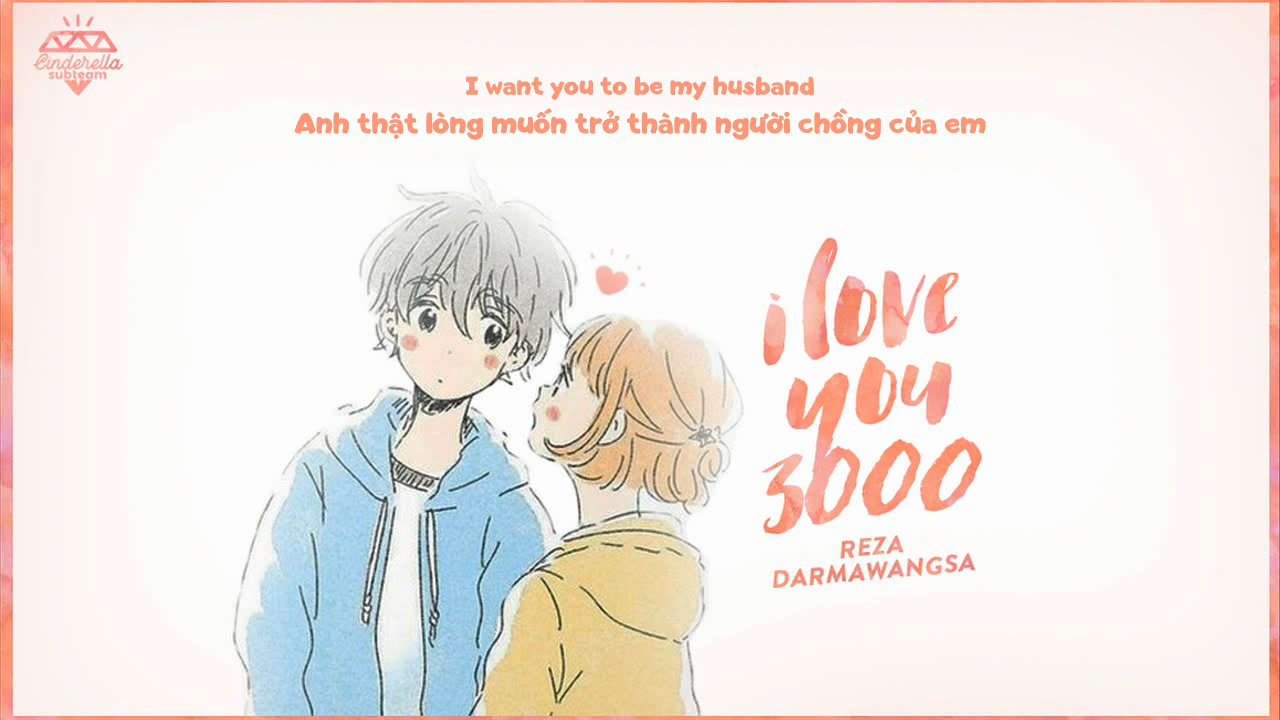 Cinderella
subteam
I want you to be my husband
Anh thật lòng muốn trở thành người chồng của em
i love
you
3000
REZA
DARMAWANGSA